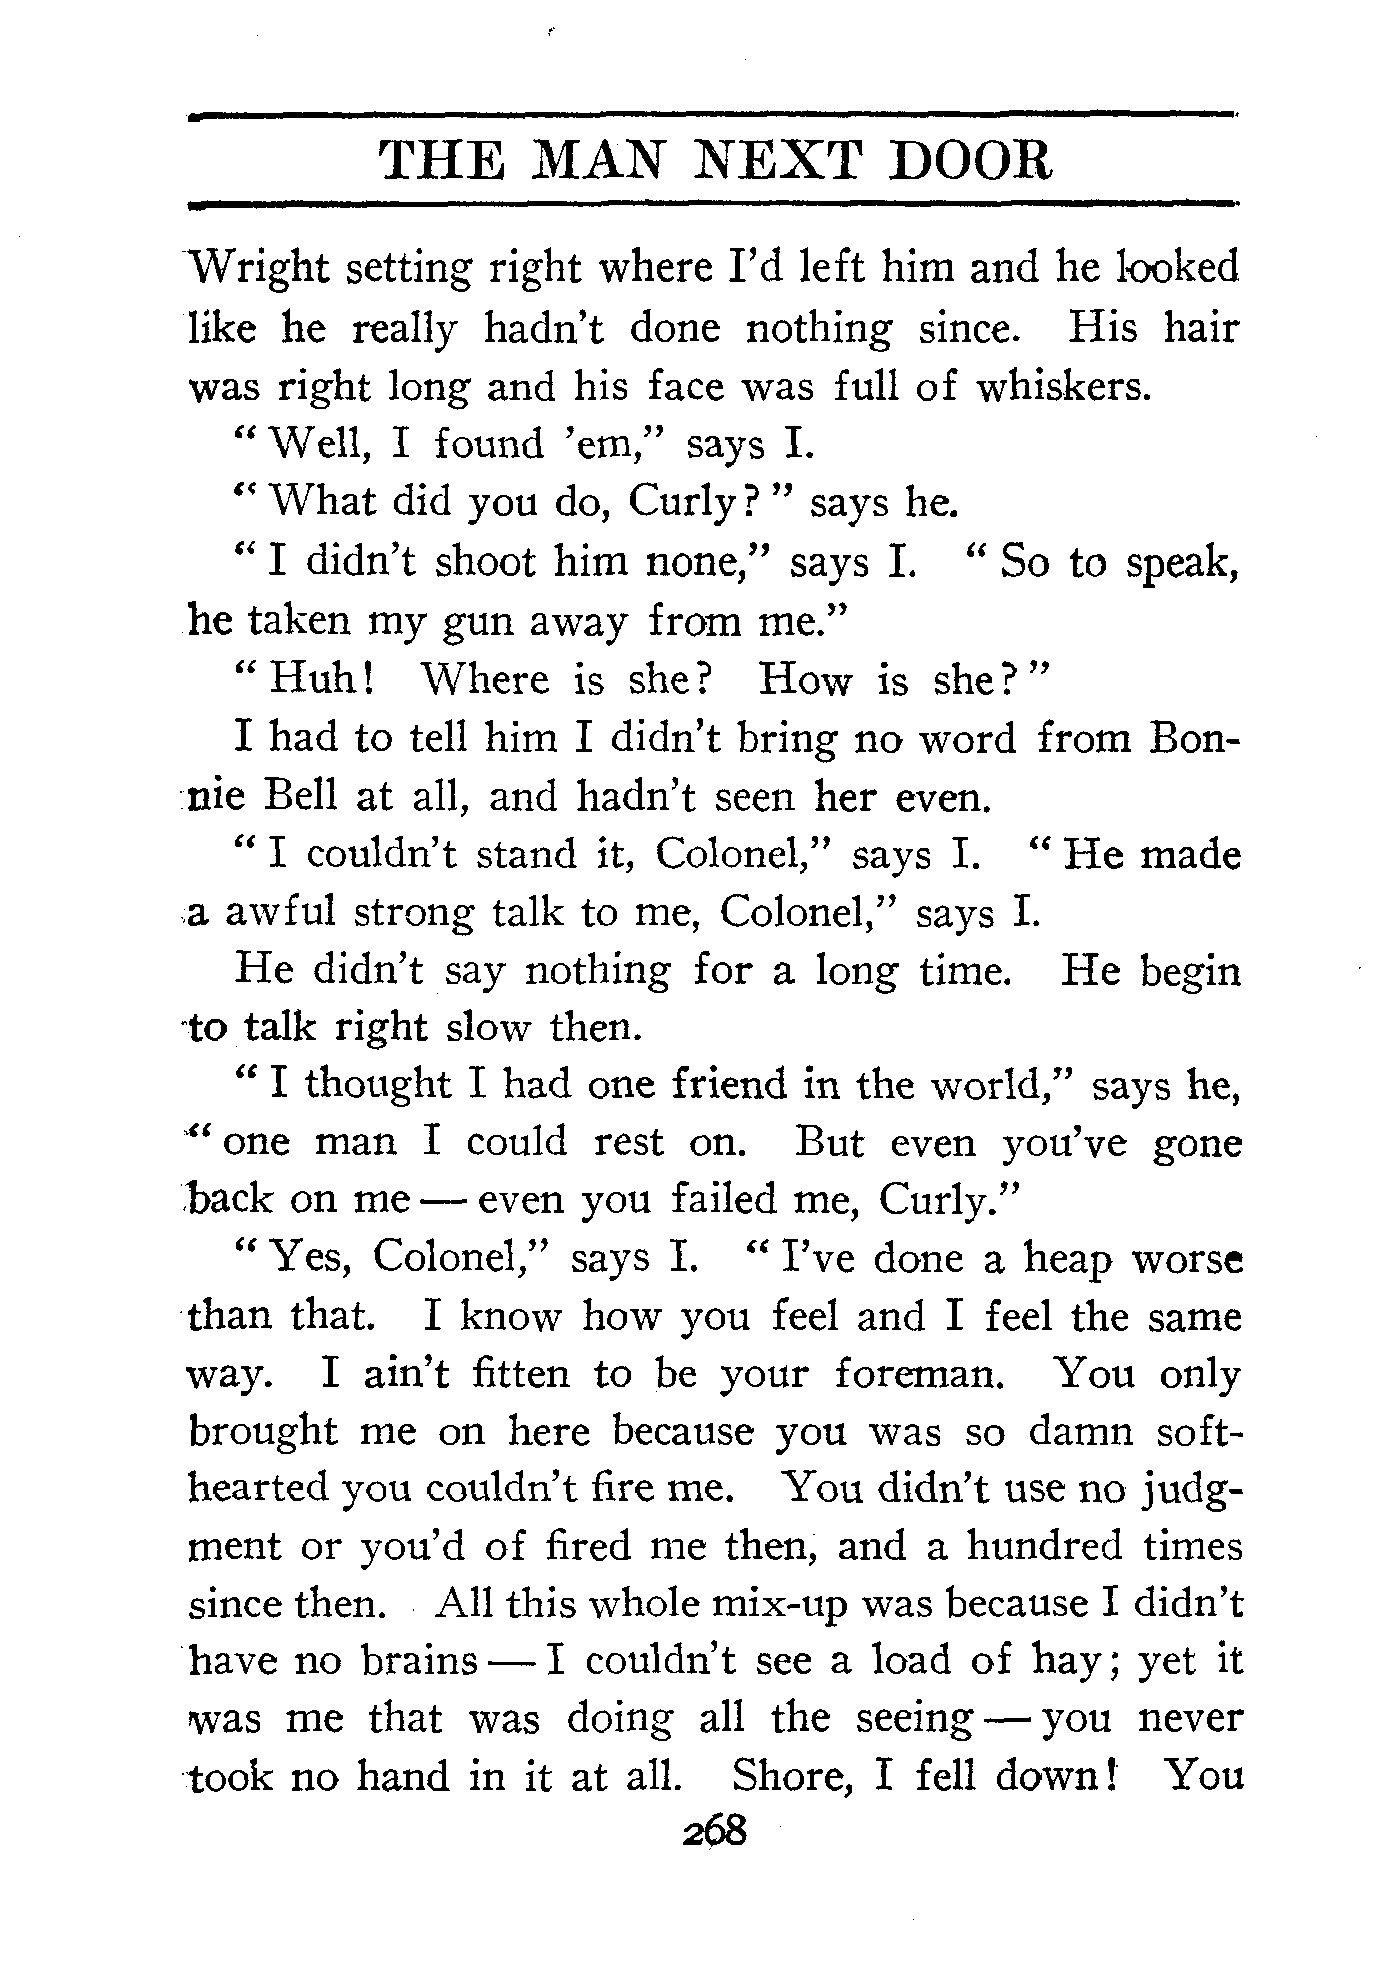 THE MAN NEXT DOOR
Wright setting right where I'd left him and he looked
like he really hadn't done nothing since. His hair
was right long and his face was full of whiskers.
“Well, I found 'em,” says I.
“What did you do, Curly?” says he.
“I didn't shoot him none,” says I. “So to speak,
he taken my gun away from me.”
“Huh! Where is she? How is she?”
I had to tell him I didn't bring no word from Bon-
nie Bell at all, and hadn't seen her even.
“I couldn't stand it, Colonel,” says I. “He made
a awful strong talk to me, Colonel,” says I.
He didn't say nothing for a long time. He begin
to talk right slow then.
“I thought I had one friend in the world,” says he,
“one man I could rest on. But even you've gone
back on me — even you failed me, Curly.”
“Yes, Colonel,” says I. “I've done a heap worse
than that. I know how you feel and I feel the same
way. I ain't fitten to be your foreman. You only
brought me on here because you was so damn soft-
hearted you couldn't fire me. You didn't use no judg-
ment or you'd of fired me then, and a hundred times
since then. All this whole mix-up was because I didn't
have no brains — I couldn't see a load of hay; yet it
was me that was doing all the seeing — you never
took no hand in it at all. Shore, I fell down! You
268